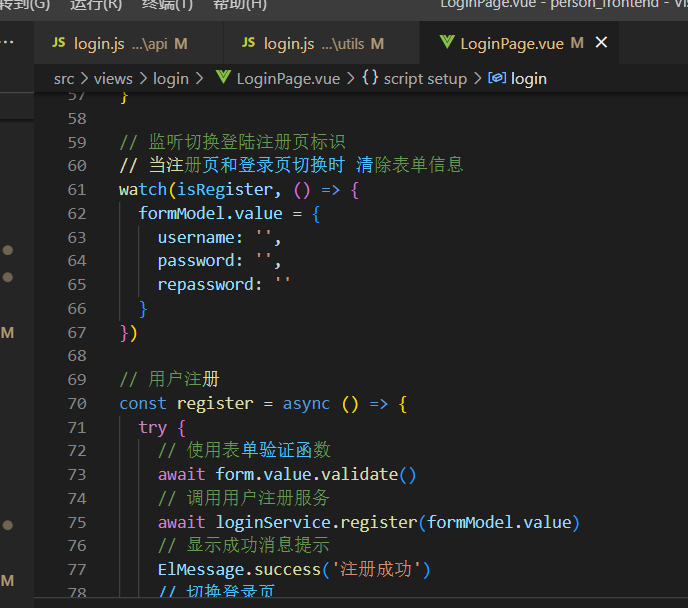 转到(G) 运行(R) 终端(T) 帮助(H) LoginPage.vue - person_frontend - Vis
··· JS login.js ...\api M JS login.js ...\utils M LoginPage.vue M ✕
src > views > login > LoginPage.vue > {} script setup > login
57 }
58
59 // 监听切换登陆注册页标识
60 // 当注册页和登录页切换时 清除表单信息
61 watch(isRegister, () => {
62 formModel.value = {
63 username: '',
64 password: '',
65 repassword: ''
66 }
67 })
68
69 // 用户注册
70 const register = async () => {
71 try {
72 // 使用表单验证函数
73 await form.value.validate()
74 // 调用用户注册服务
75 await loginService.register(formModel.value)
76 // 显示成功消息提示
77 ElMessage.success('注册成功')
78 // 切换登录页
M
M